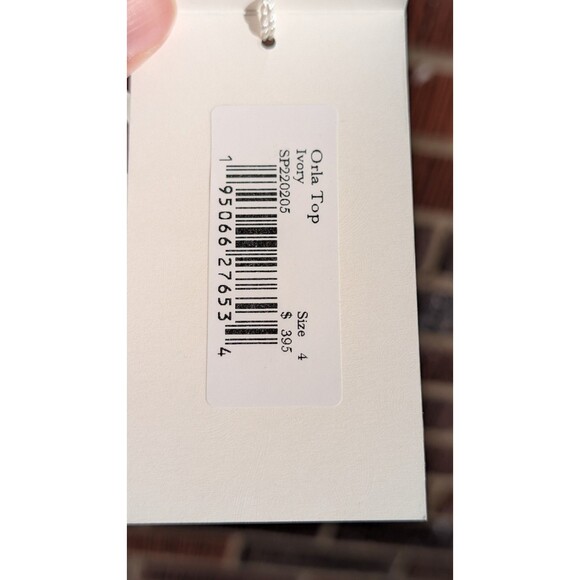 Orla Top
Ivory
SP220205
Size 4
$ 395
1 95066 27653 4